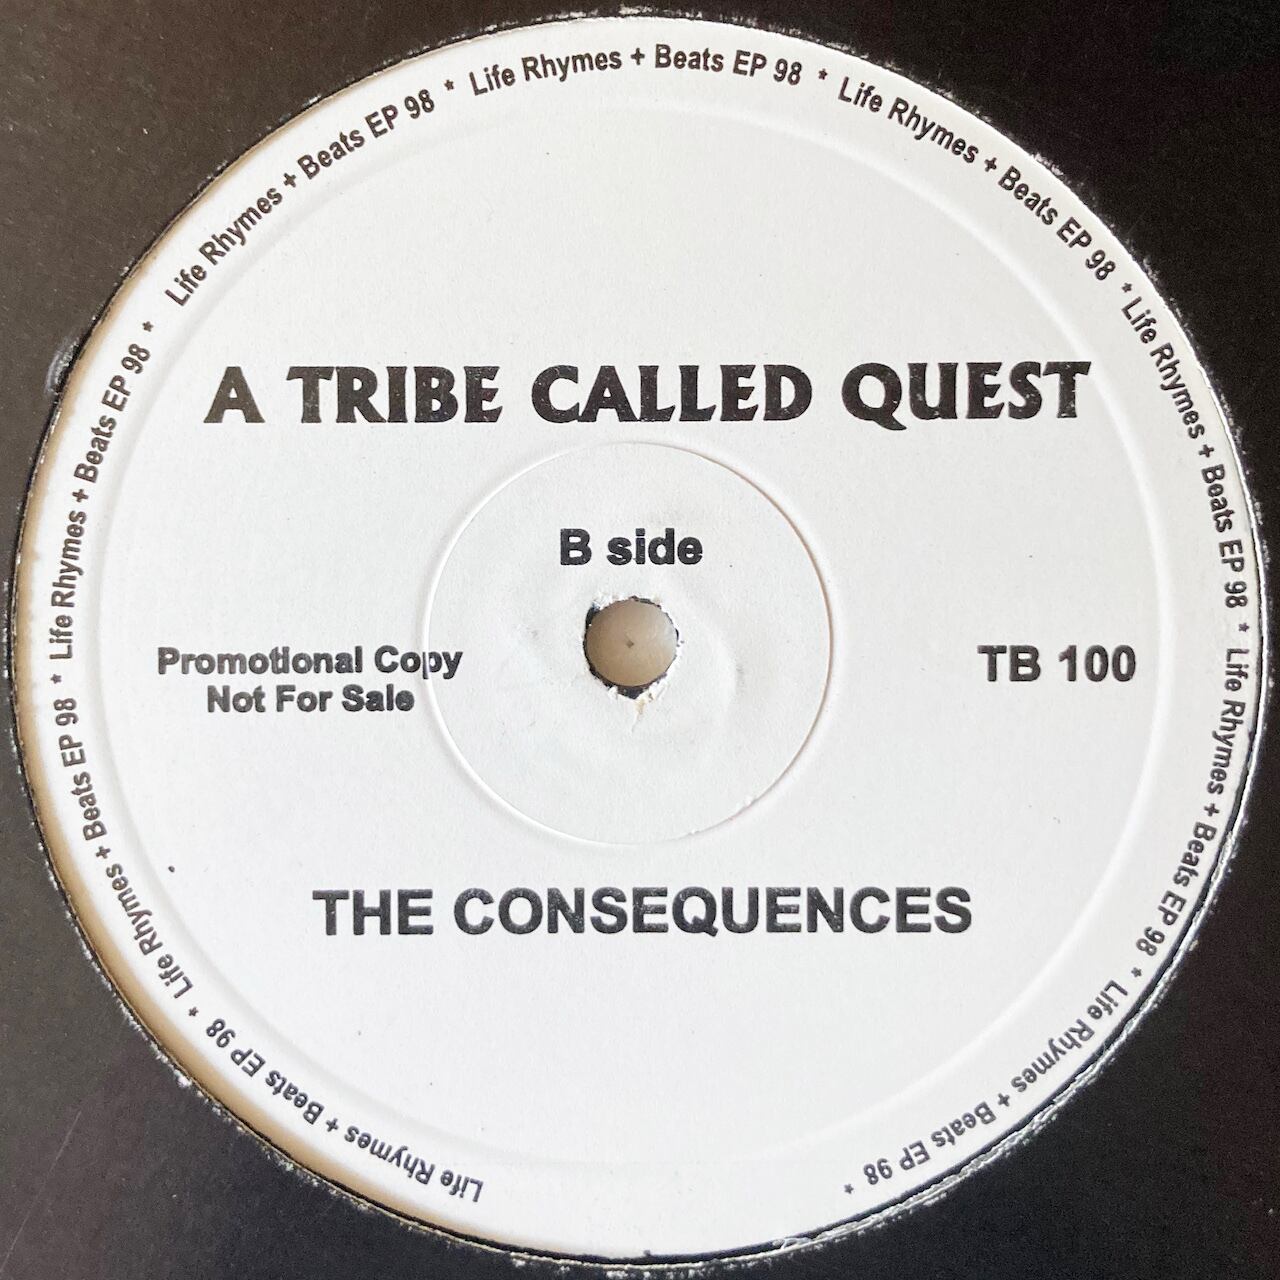 Life Rhymes + Beats EP 98 * Life Rhymes + Beats EP 98 * Life Rhymes + Beats EP 98 * Life Rhymes + Beats EP 98 * Life Rhymes + Beats EP 98 * Life Rhymes + Beats EP 98 * Life Rhymes + Beats EP 98 * Life Rhymes + Beats EP 98 * Life Rhymes + Beats EP 98 *
A TRIBE CALLED QUEST
B side
Promotional Copy
Not For Sale
TB 100
THE CONSEQUENCES